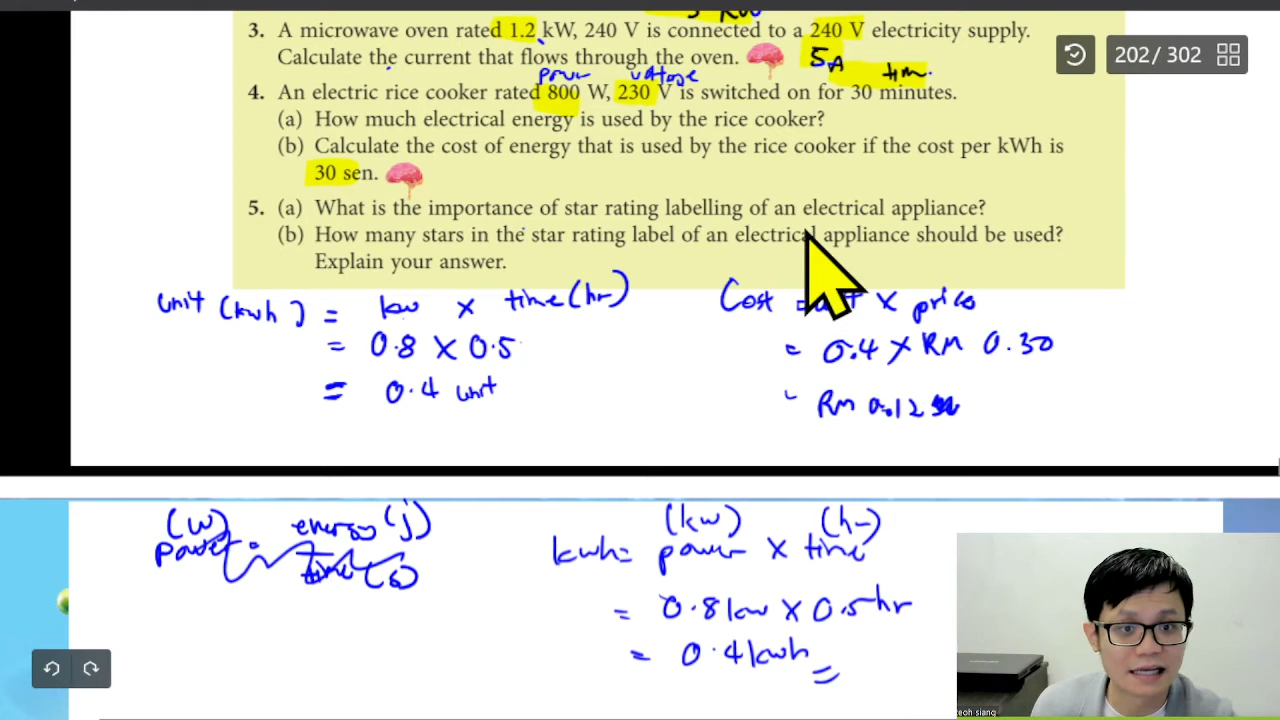 3. A microwave oven rated 1.2 kW, 240 V is connected to a 240 V electricity supply.
Calculate the current that flows through the oven. 5A
power voltage time
4. An electric rice cooker rated 800 W, 230 V is switched on for 30 minutes.
(a) How much electrical energy is used by the rice cooker?
(b) Calculate the cost of energy that is used by the rice cooker if the cost per kWh is
30 sen.
5. (a) What is the importance of star rating labelling of an electrical appliance?
(b) How many stars in the star rating label of an electrical appliance should be used?
Explain your answer.
202 / 302
unit (kwh) = kw x time (hr)
= 0.8 x 0.5
= 0.4 unit
Cost = x price
= 0.4 x RM 0.30
RM 0.12
(W) energy (j)
power time (s)
(kw) (hr)
kwh = power x time
= 0.8 kw x 0.5 hr
= 0.4 kwh
teoh siang